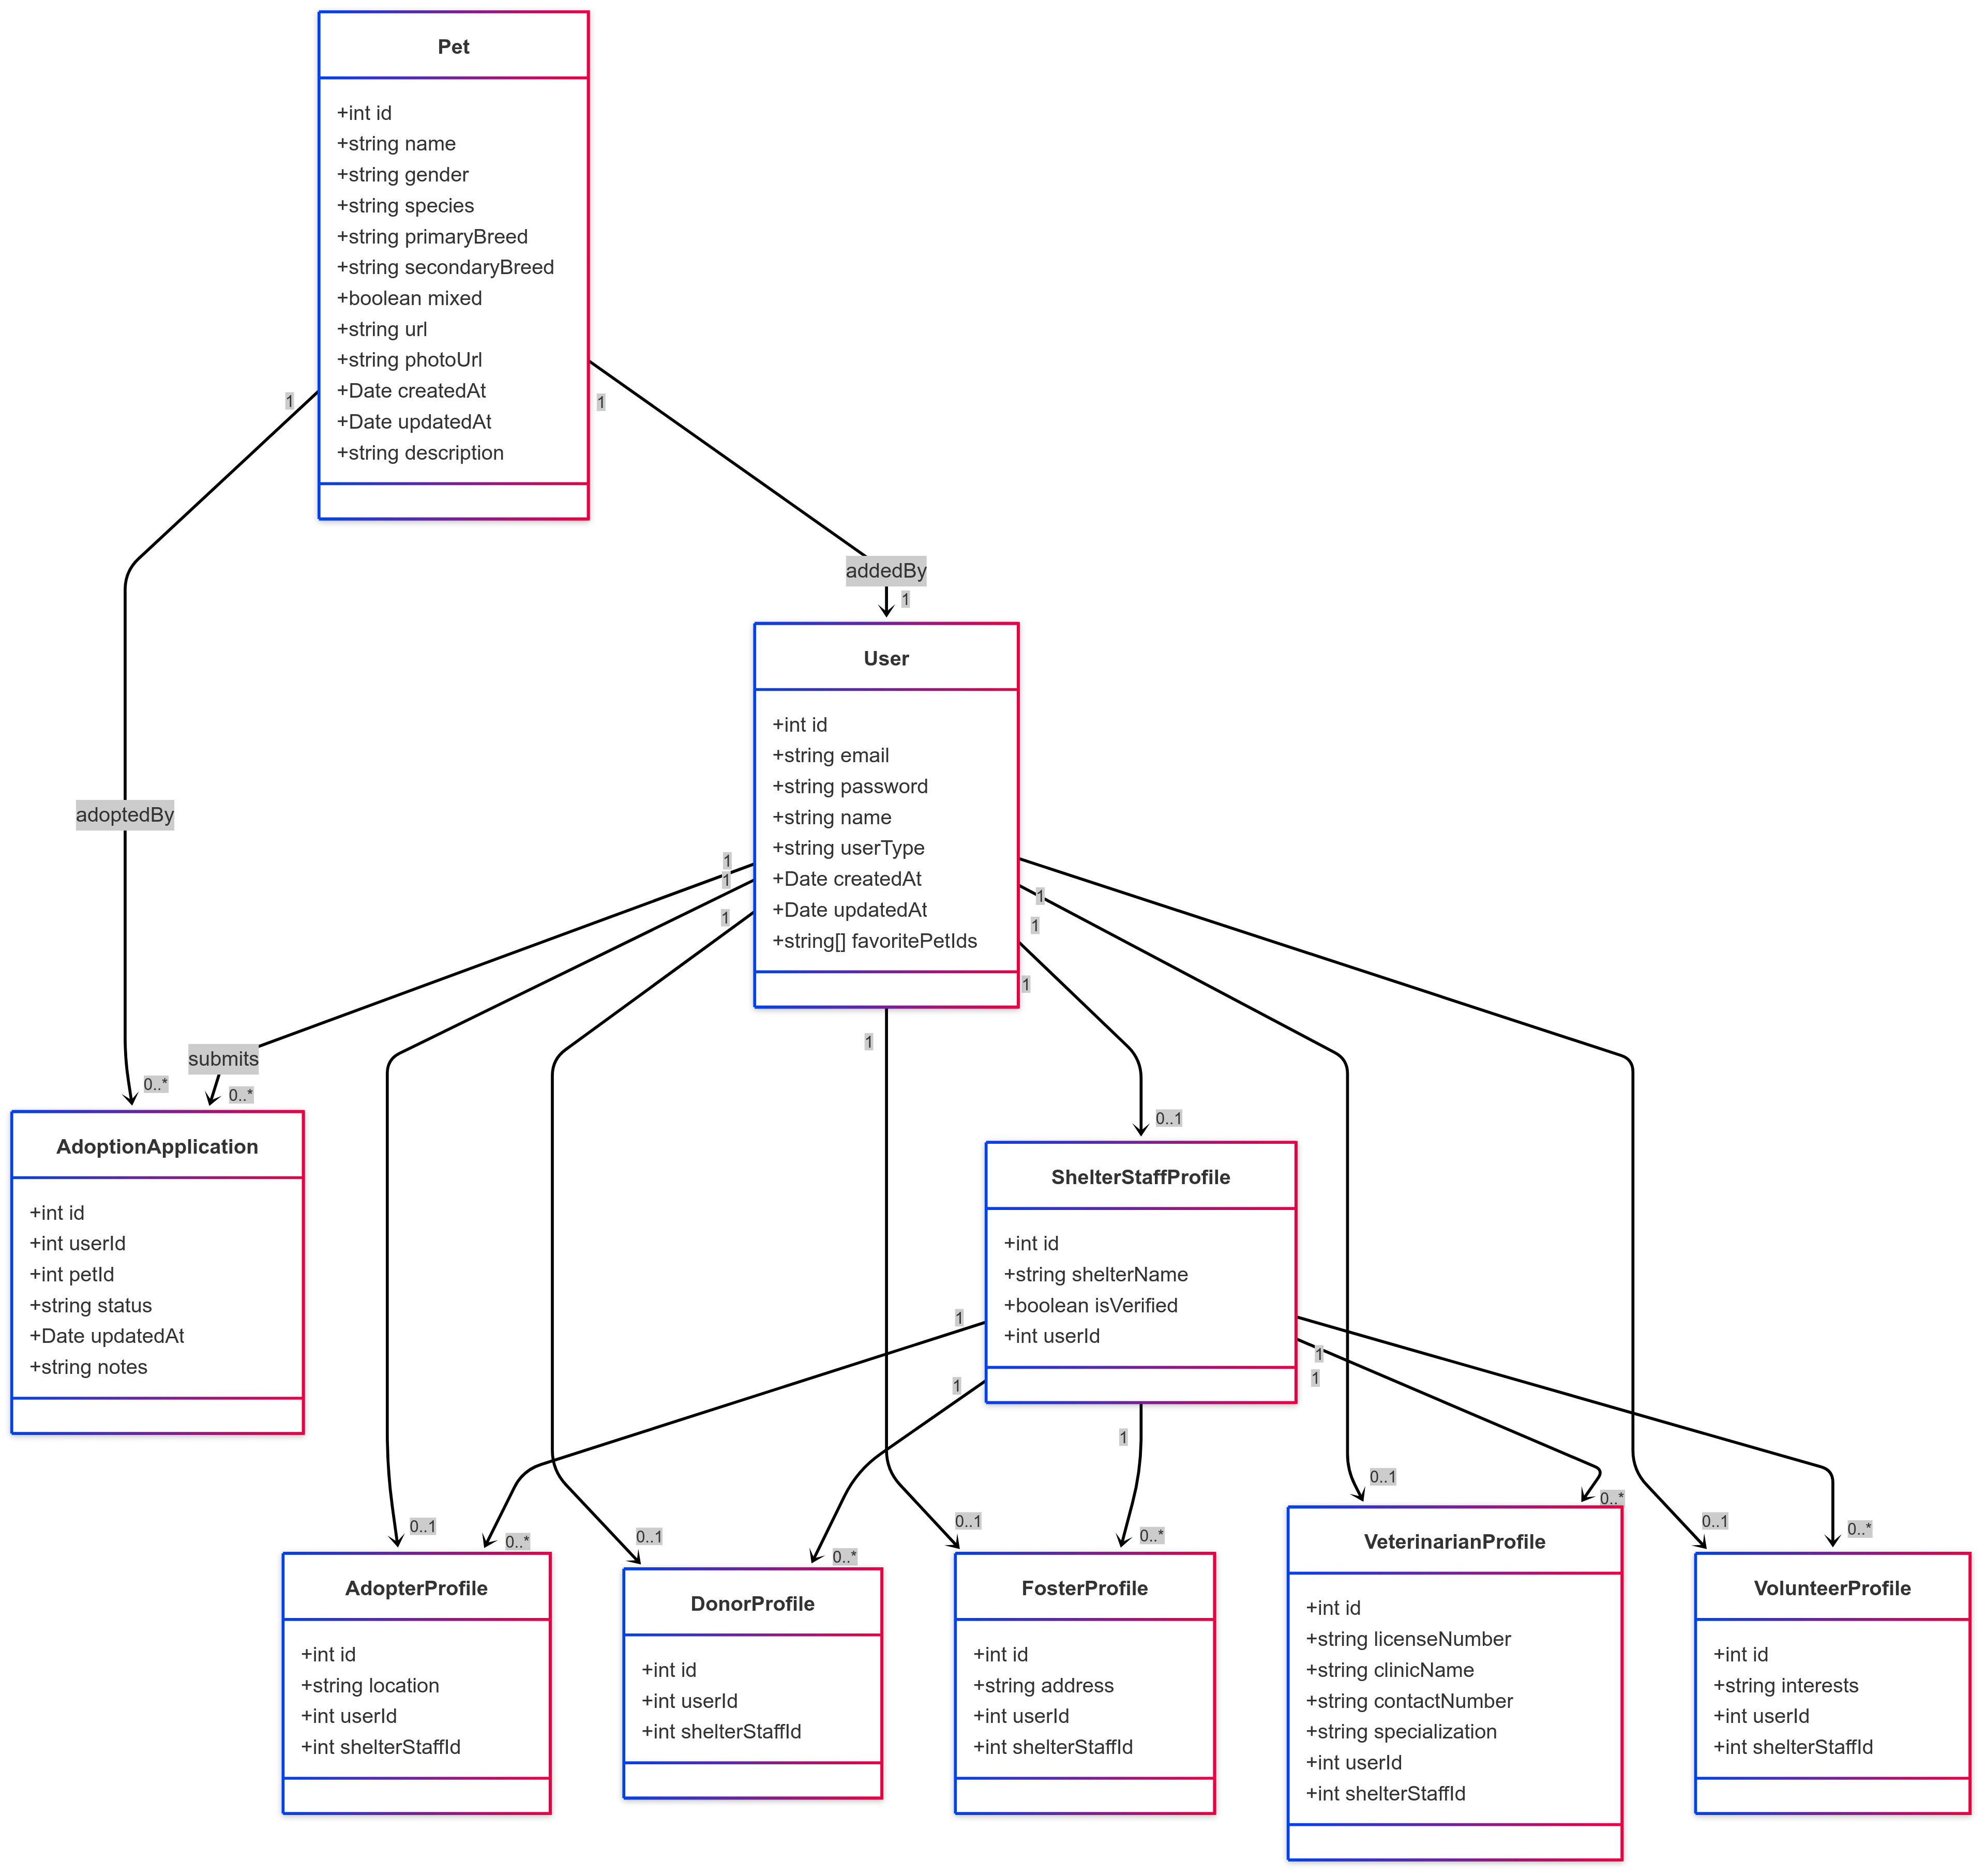 Pet
+int id
+string name
+string gender
+string species
+string primaryBreed
+string secondaryBreed
+boolean mixed
+string url
+string photoUrl
+Date createdAt
+Date updatedAt
+string description
1
1
addedBy
1
adoptedBy
User
+int id
+string email
+string password
+string name
+string userType
+Date createdAt
+Date updatedAt
+string[] favoritePetIds
1
1
1
1
1
1
1
submits
0..*
0..*
0..1
AdoptionApplication
+int id
+int userId
+int petId
+string status
+Date updatedAt
+string notes
ShelterStaffProfile
+int id
+string shelterName
+boolean isVerified
+int userId
1
1
1
1
1
0..1
0..*
0..1
0..*
0..1
0..*
0..1
0..*
0..1
0..*
AdopterProfile
+int id
+string location
+int userId
+int shelterStaffId
DonorProfile
+int id
+int userId
+int shelterStaffId
FosterProfile
+int id
+string address
+int userId
+int shelterStaffId
VeterinarianProfile
+int id
+string licenseNumber
+string clinicName
+string contactNumber
+string specialization
+int userId
+int shelterStaffId
VolunteerProfile
+int id
+string interests
+int userId
+int shelterStaffId